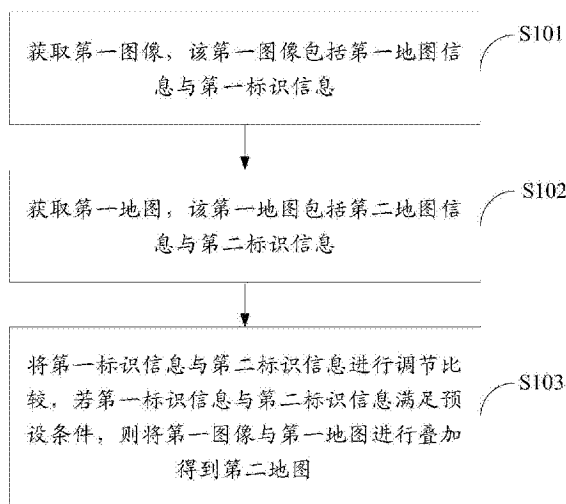 获取第一图像，该第一图像包括第一地图信
息与第一标识信息
S101
获取第一地图，该第一地图包括第二地图信
息与第二标识信息
S102
将第一标识信息与第二标识信息进行调节比
较，若第一标识信息与第二标识信息满足预
设条件，则将第一图像与第一地图进行叠加
得到第二地图
S103